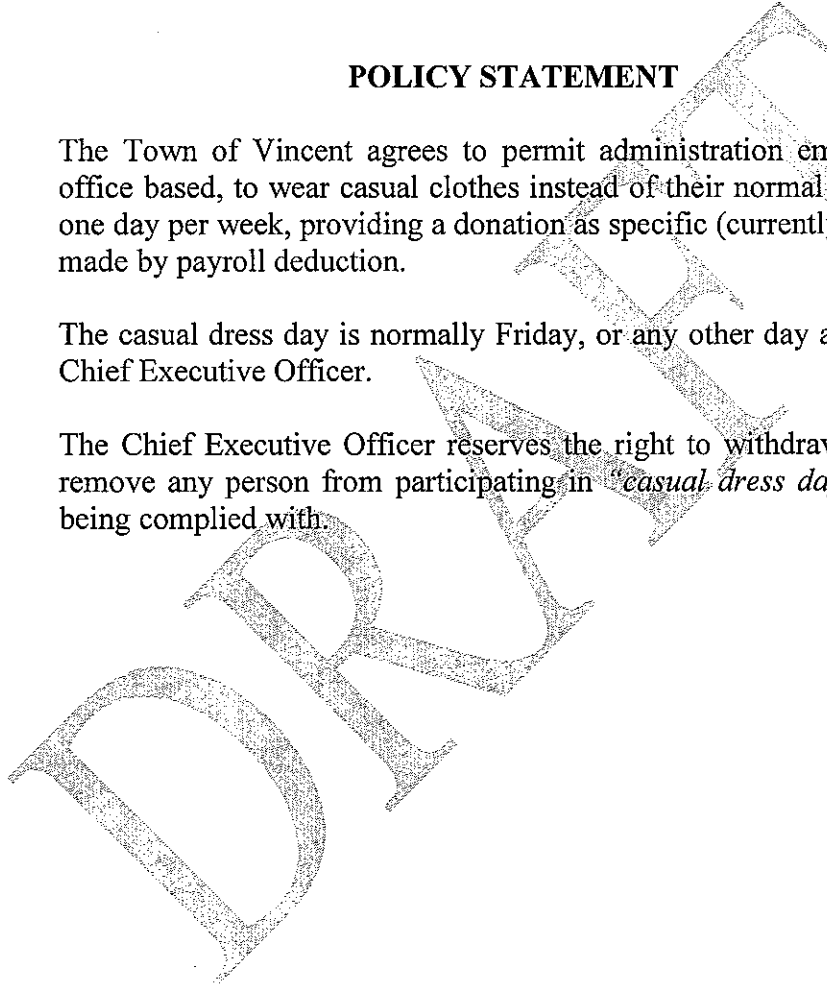 POLICY STATEMENT
The Town of Vincent agrees to permit administration
office based, to wear casual clothes instead of their normal
one day per week, providing a donation as specific
made by payroll deduction.
The casual dress day is normally Friday, or any other day
Chief Executive Officer.
The Chief Executive Officer reserves the right to
remove any person from participating in "casual dress
being complied with.
DRAFT